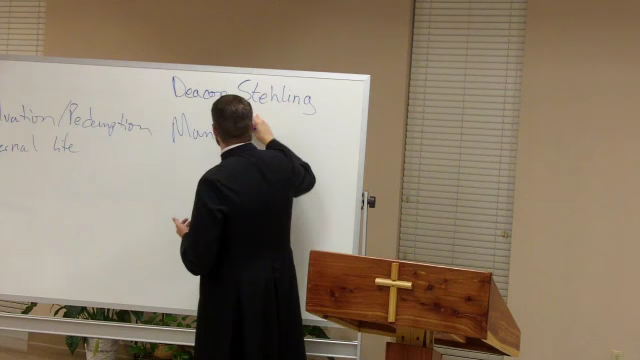 Deacon Stehling
Man
lvation/Redemption
ernal life